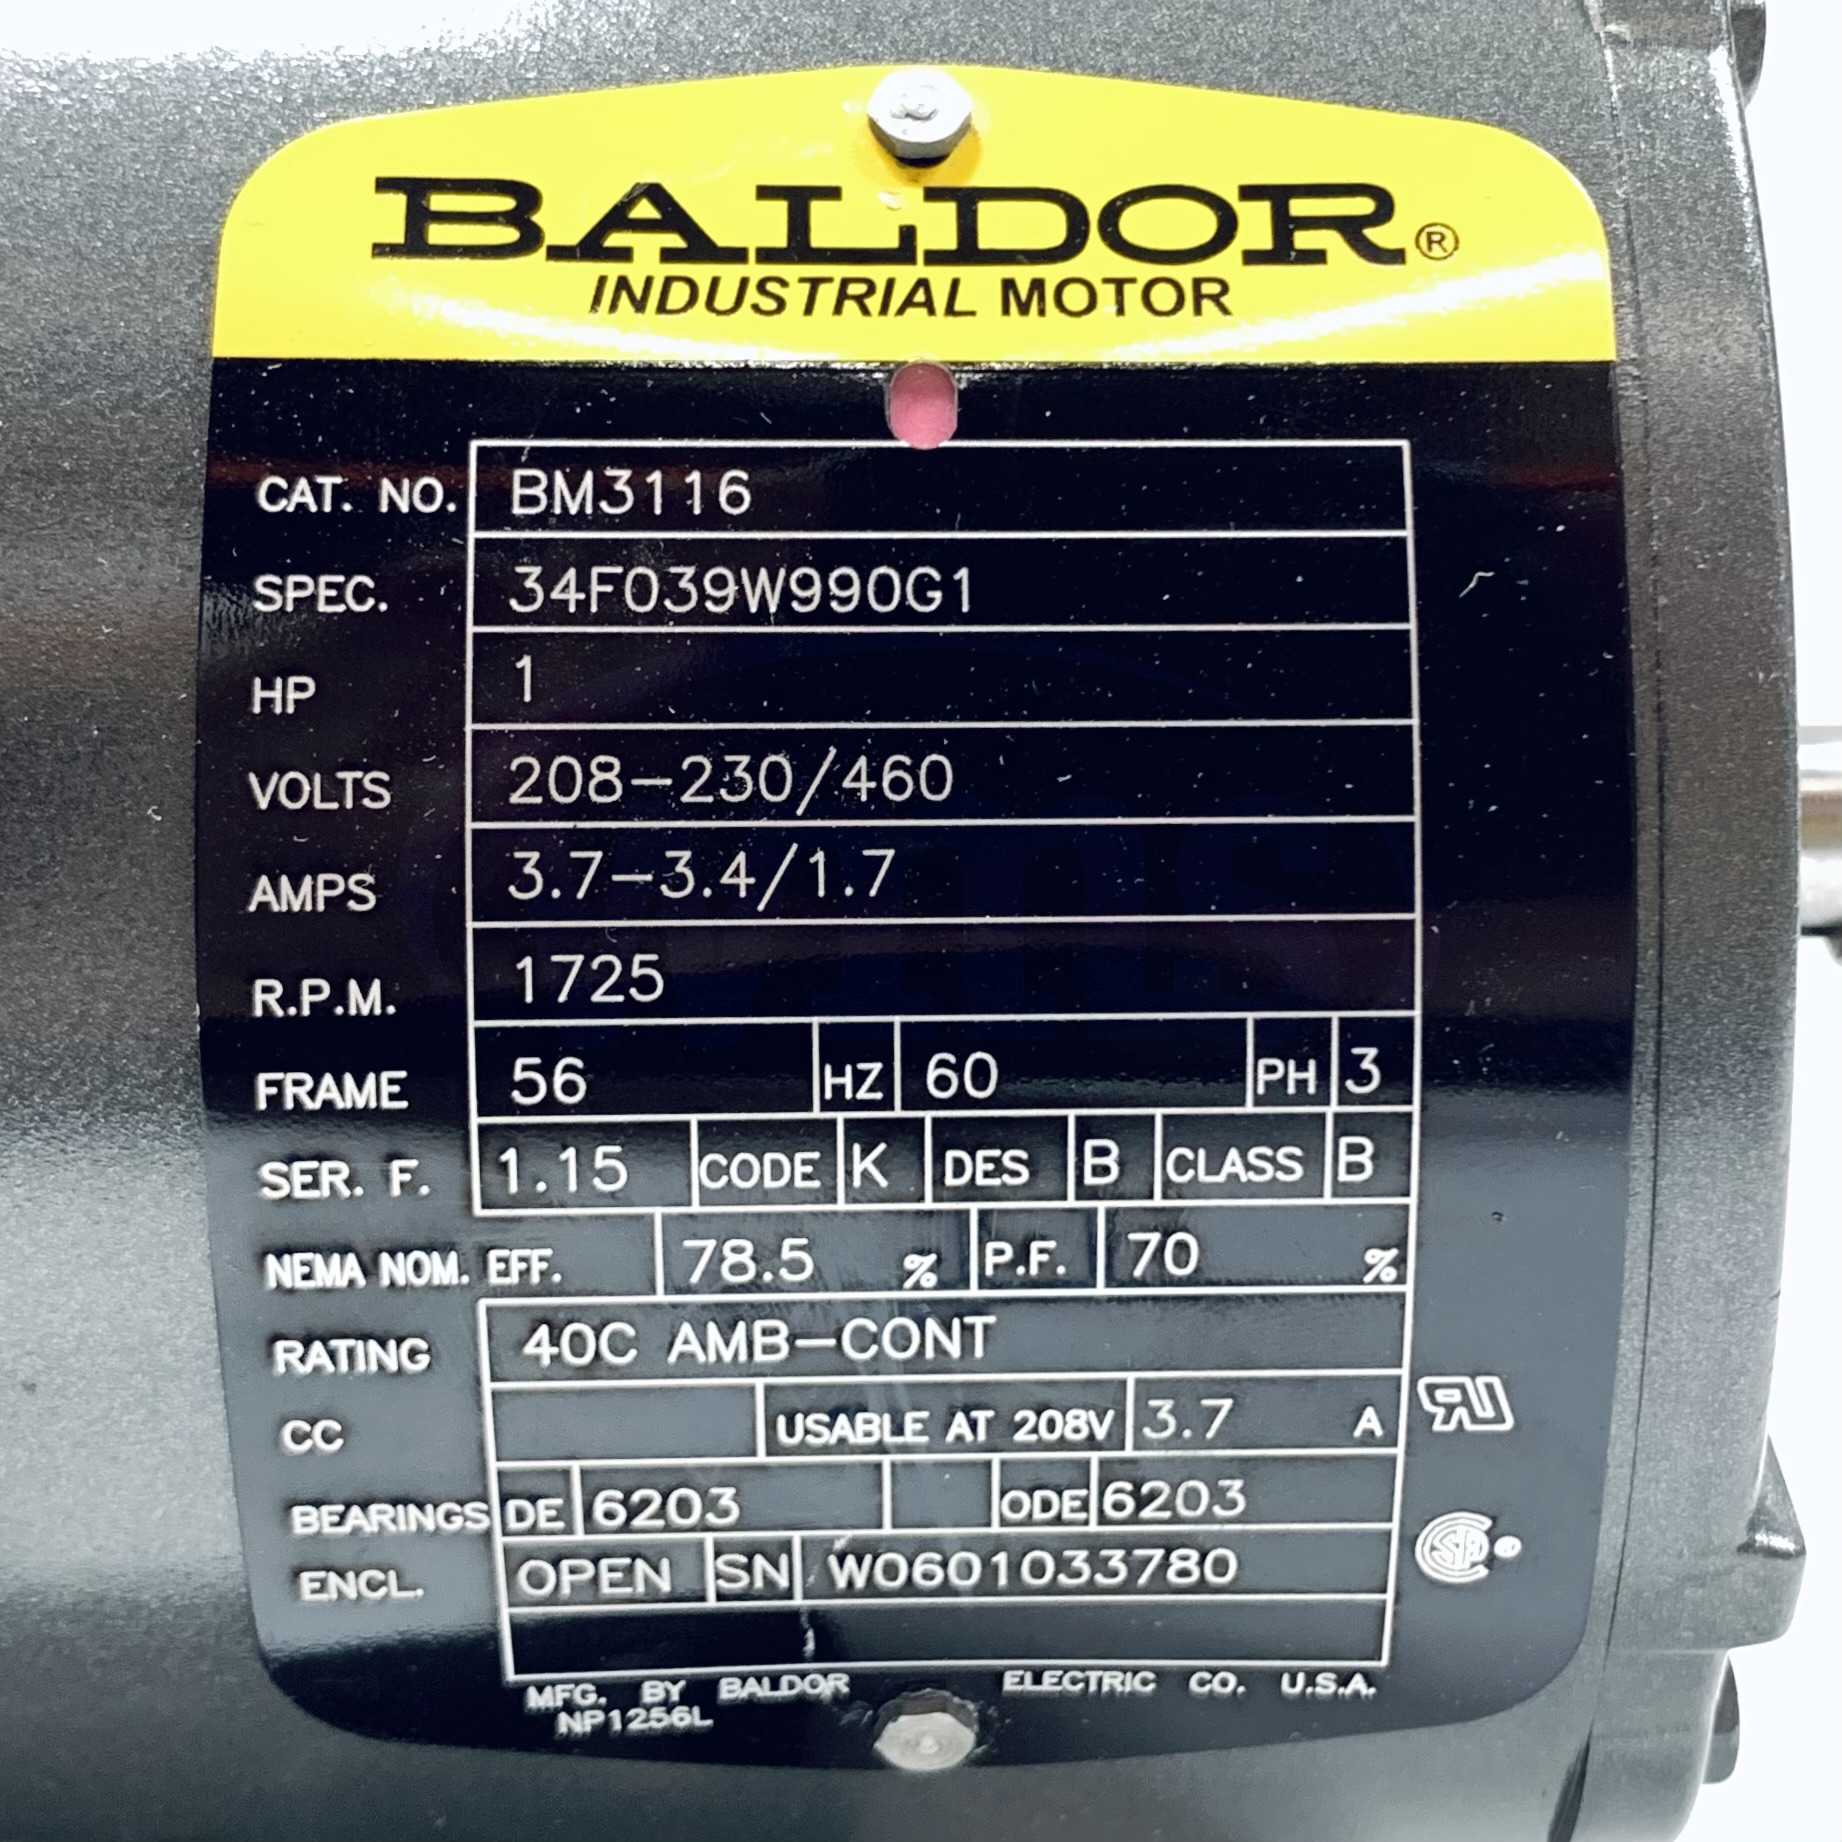 BALDOR®
INDUSTRIAL MOTOR
CAT. NO. BM3116
SPEC. 34F039W990G1
HP 1
VOLTS 208-230/460
AMPS 3.7-3.4/1.7
R.P.M. 1725
FRAME 56 HZ 60 PH 3
SER. F. 1.15 CODE K DES B CLASS B
NEMA NOM. EFF. 78.5 % P.F. 70 %
RATING 40C AMB-CONT
CC USABLE AT 208V 3.7 A
BEARINGS DE 6203 ODE 6203
ENCL. OPEN SN W0601033780
MFG. BY BALDOR ELECTRIC CO. U.S.A.
NP1256L